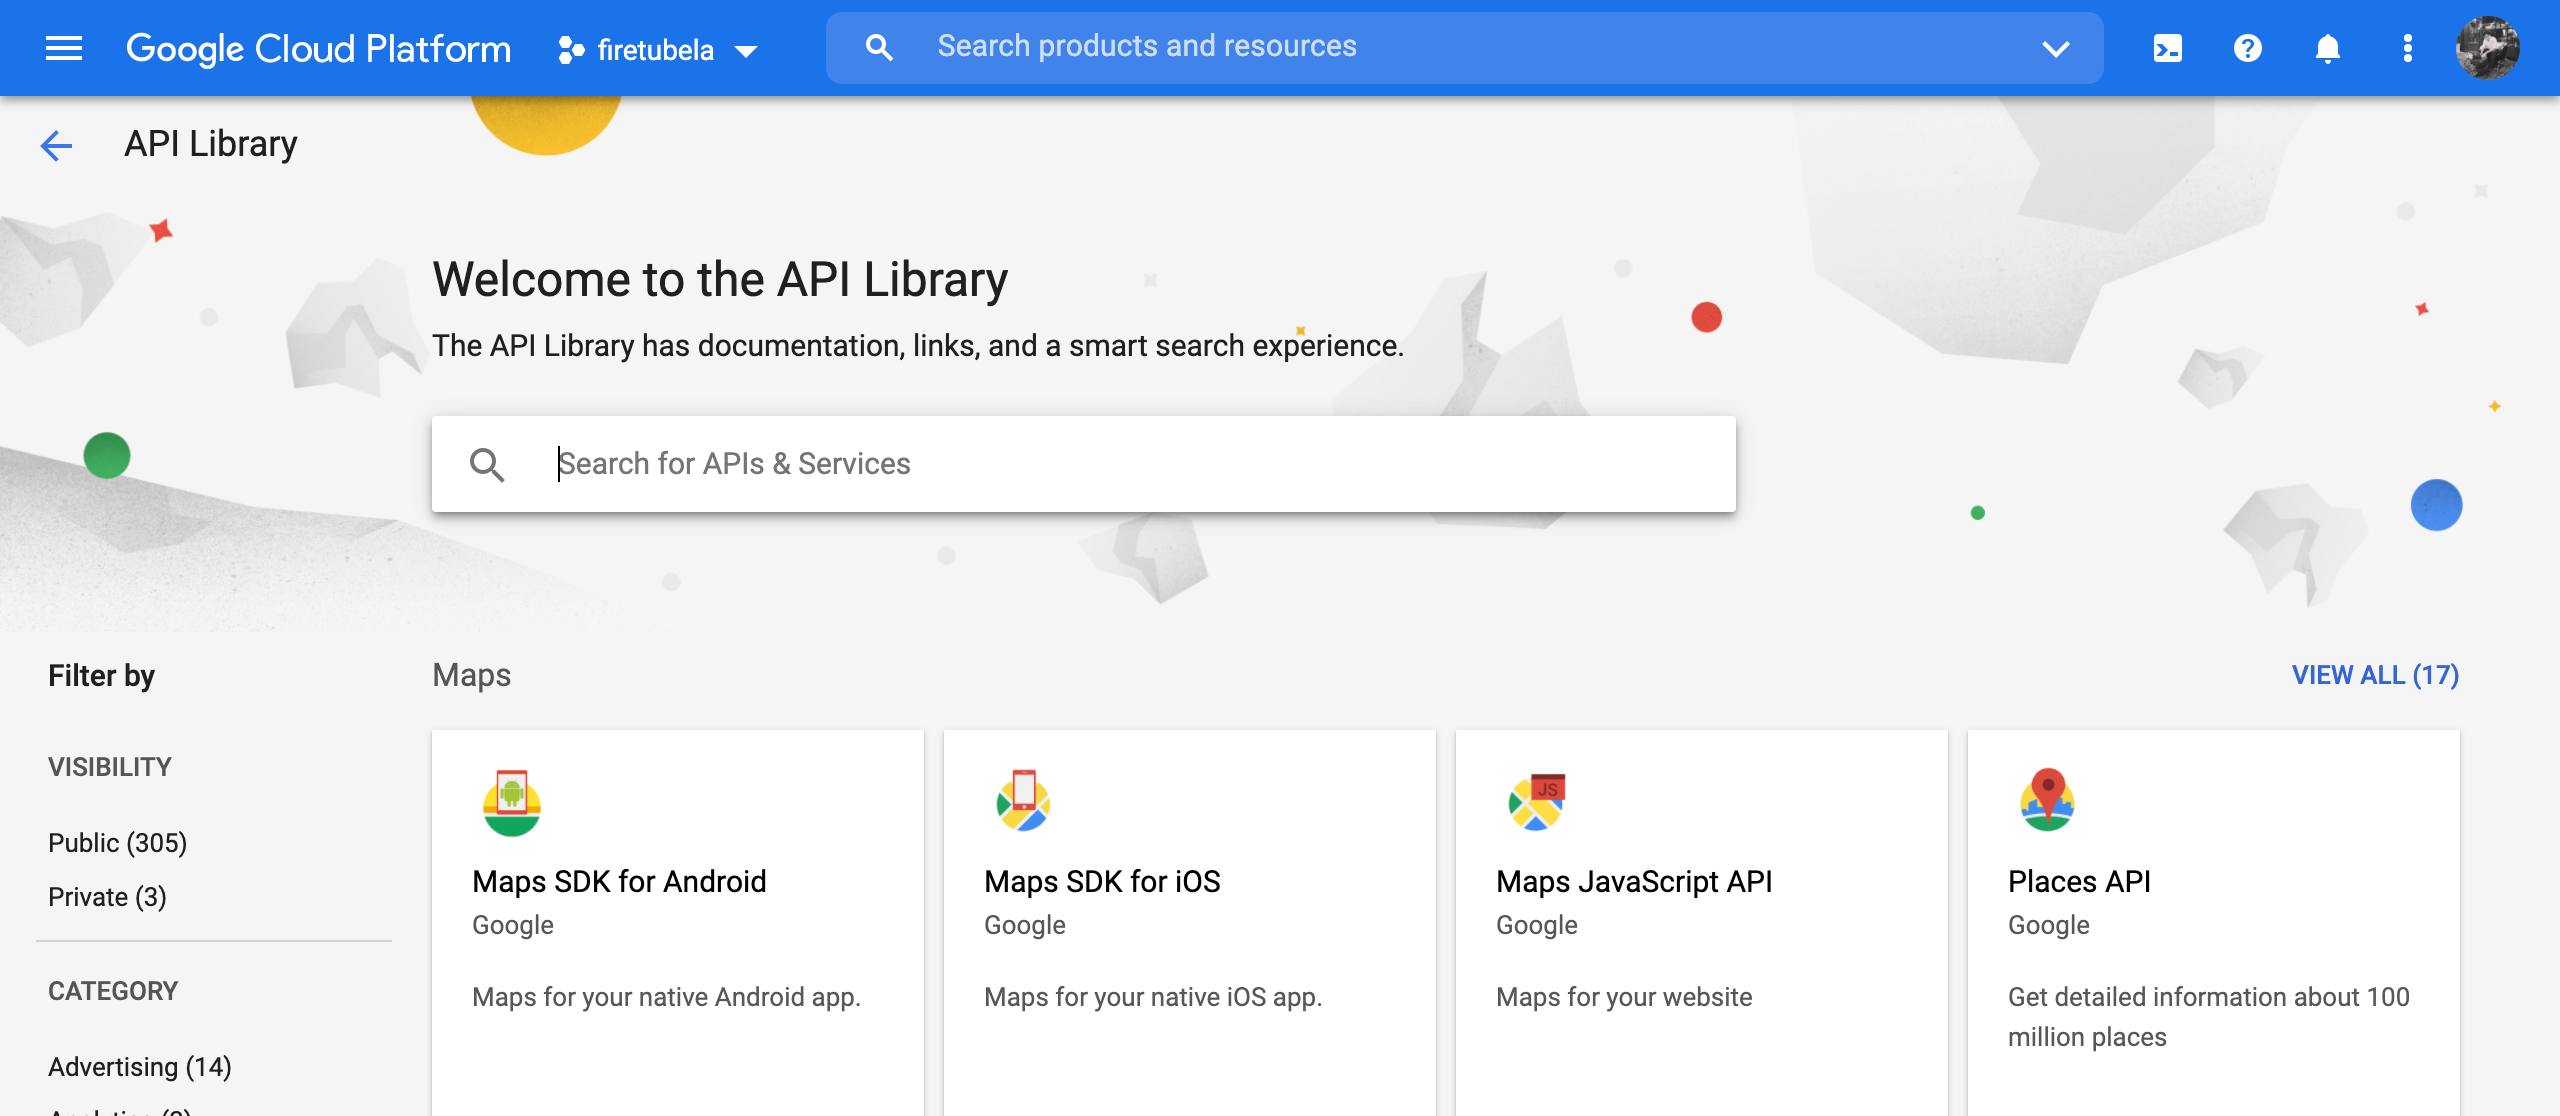 Google Cloud Platform
firetubela
Search products and resources
API Library
Welcome to the API Library
The API Library has documentation, links, and a smart search experience.
Search for APIs & Services
Filter by
VISIBILITY
Public (305)
Private (3)
CATEGORY
Advertising (14)
Maps
VIEW ALL (17)
Maps SDK for Android
Google
Maps for your native Android app.
Maps SDK for iOS
Google
Maps for your native iOS app.
JS
Maps JavaScript API
Google
Maps for your website
Places API
Google
Get detailed information about 100
million places